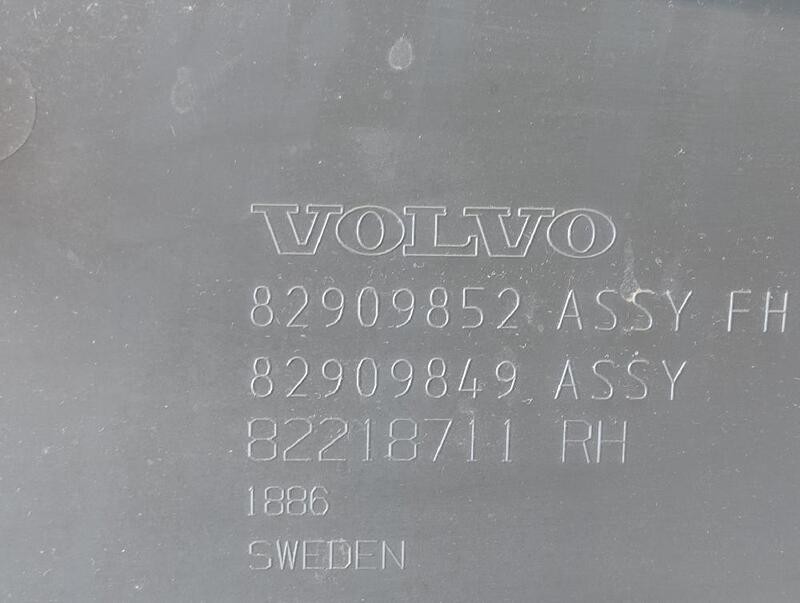 VOLVO
82909852 ASSY FH
82909849 ASSY
82218711 RH
1886
SWEDEN